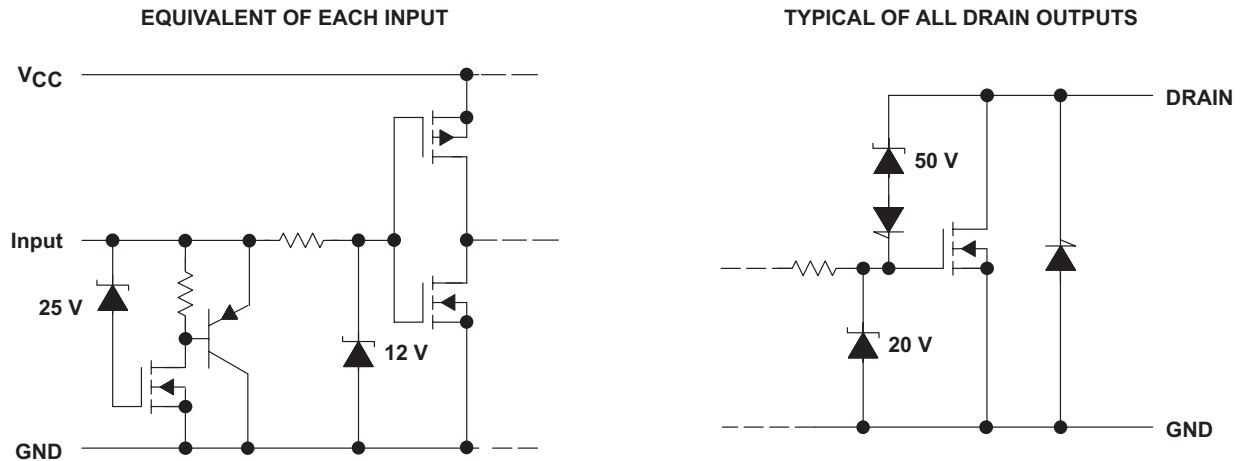 EQUIVALENT OF EACH INPUT
VCC
Input
25 V
12 V
GND
TYPICAL OF ALL DRAIN OUTPUTS
DRAIN
50 V
20 V
GND